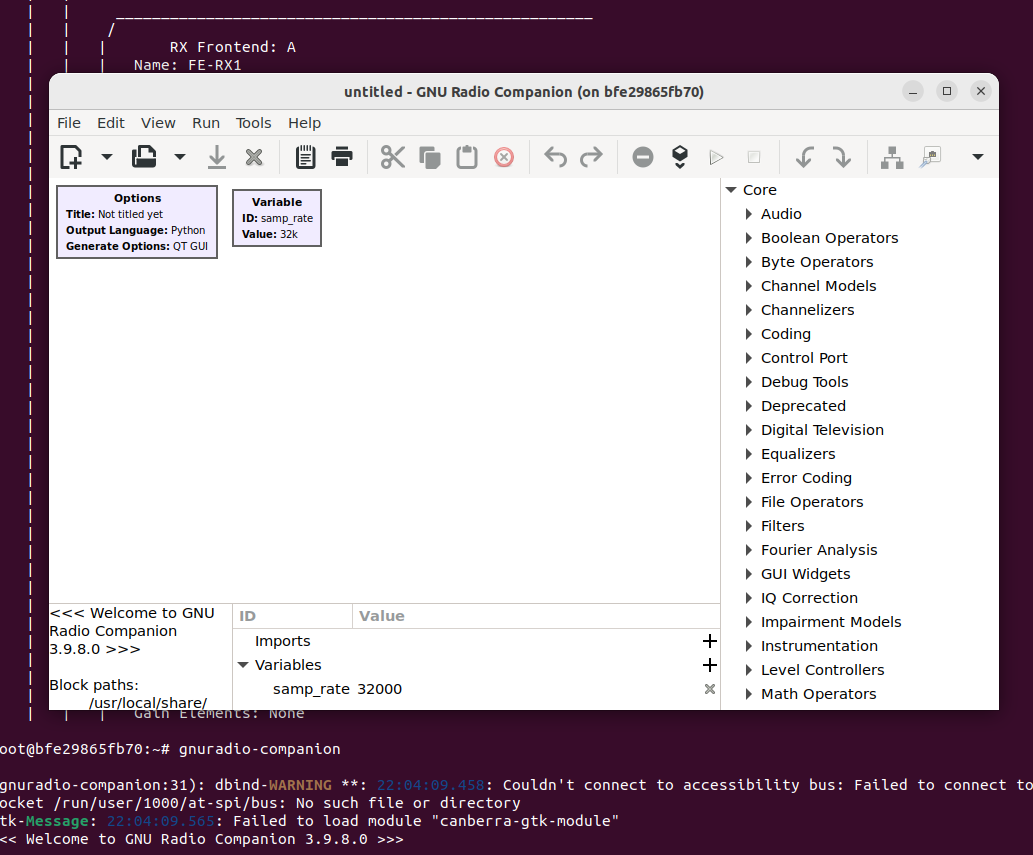 RX Frontend: A
Name: FE-RX1
untitled - GNU Radio Companion (on bfe29865fb70)
File Edit View Run Tools Help
Options
Title: Not titled yet
Output Language: Python
Generate Options: QT GUI
Variable
ID: samp_rate
Value: 32k
Core
Audio
Boolean Operators
Byte Operators
Channel Models
Channelizers
Coding
Control Port
Debug Tools
Deprecated
Digital Television
Equalizers
Error Coding
File Operators
Filters
Fourier Analysis
GUI Widgets
IQ Correction
Impairment Models
Instrumentation
Level Controllers
Math Operators
<<< Welcome to GNU
Radio Companion
3.9.8.0 >>>
Block paths:
/usr/local/share/
ID Value
Imports
Variables
samp_rate 32000
Gain Elements: None
oot@bfe29865fb70:~# gnuradio-companion
gnuradio-companion:31): dbind-WARNING **: 22:04:09.458: Couldn't connect to accessibility bus: Failed to connect to
ocket /run/user/1000/at-spi/bus: No such file or directory
tk-Message: 22:04:09.565: Failed to load module "canberra-gtk-module"
<< Welcome to GNU Radio Companion 3.9.8.0 >>>